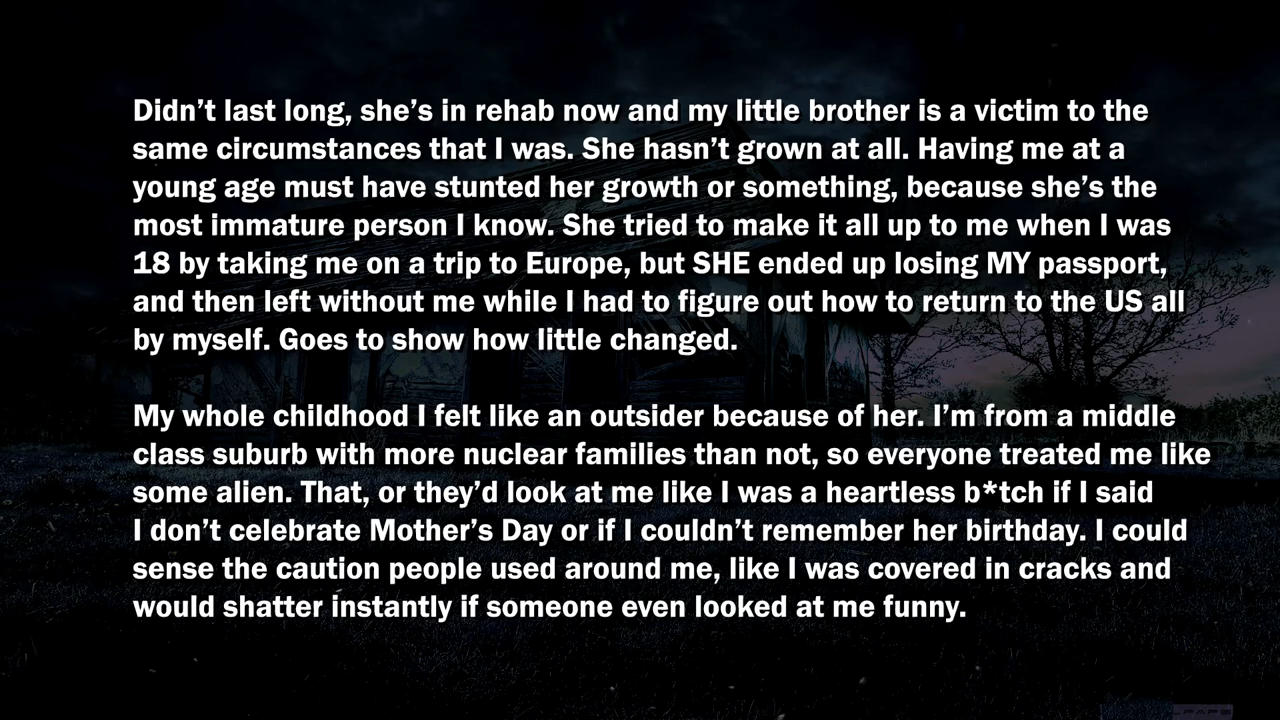 Didn’t last long, she’s in rehab now and my little brother is a victim to the
same circumstances that I was. She hasn’t grown at all. Having me at a
young age must have stunted her growth or something, because she’s the
most immature person I know. She tried to make it all up to me when I was
18 by taking me on a trip to Europe, but SHE ended up losing MY passport,
and then left without me while I had to figure out how to return to the US all
by myself. Goes to show how little changed.
My whole childhood I felt like an outsider because of her. I’m from a middle
class suburb with more nuclear families than not, so everyone treated me like
some alien. That, or they’d look at me like I was a heartless b*tch if I said
I don’t celebrate Mother’s Day or if I couldn’t remember her birthday. I could
sense the caution people used around me, like I was covered in cracks and
would shatter instantly if someone even looked at me funny.